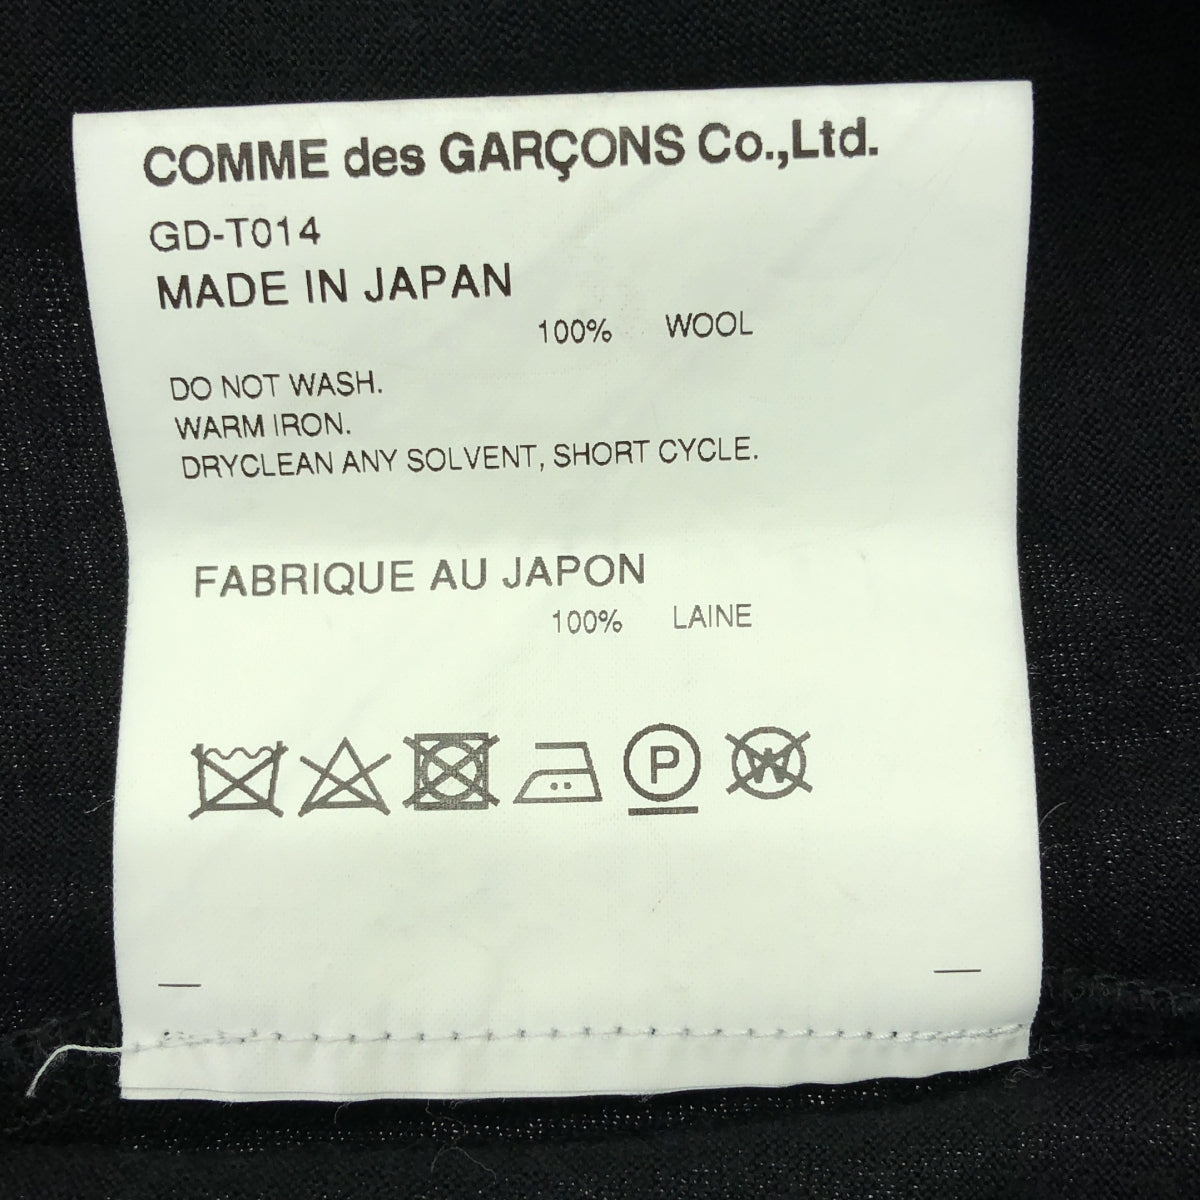 COMME des GARÇONS Co.,Ltd.
GD-T014
MADE IN JAPAN
100% WOOL
DO NOT WASH.
WARM IRON.
DRYCLEAN ANY SOLVENT, SHORT CYCLE.
FABRIQUE AU JAPON
100% LAINE
P W